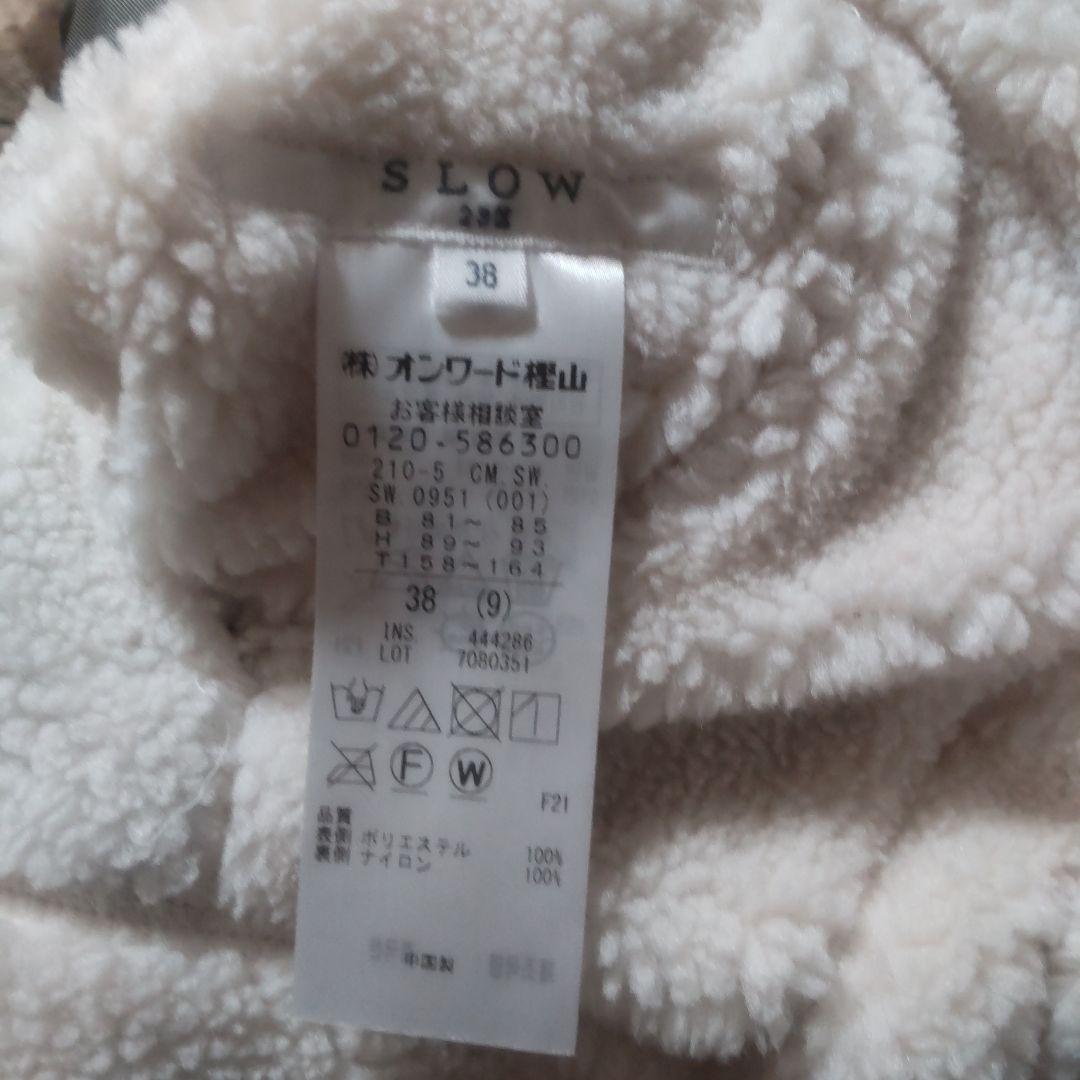 SLOW
38
(株)オンワード樫山
お客様相談室
0120-586300
210-5 CM.SW.
SW.0951(001)
B 81～ 85
H 89～ 93
T158～164
38 (9)
INS. 444286
LOT 7080351
F W
F21
品質
表側 ポリエステル 100%
裏側 ナイロン 100%
中国製